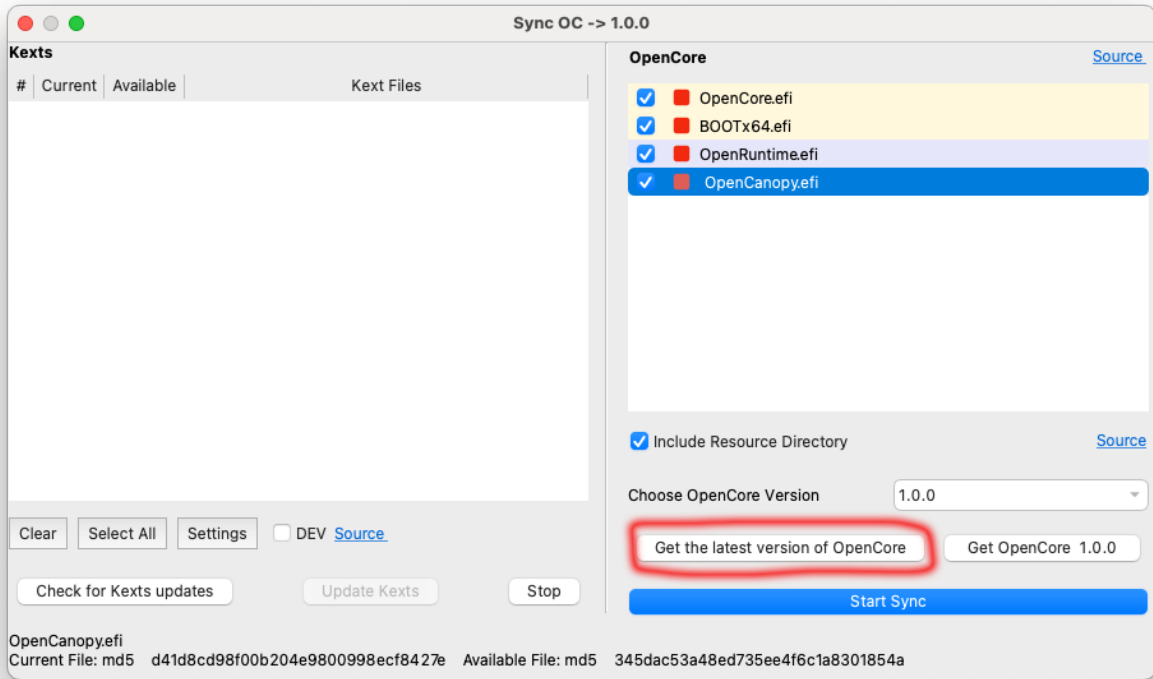 Sync OC -> 1.0.0
Kexts
# Current Available Kext Files
Clear Select All Settings DEV Source
Check for Kexts updates Update Kexts Stop
OpenCore Source
OpenCore.efi
BOOTx64.efi
OpenRuntime.efi
OpenCanopy.efi
Include Resource Directory Source
Choose OpenCore Version 1.0.0
Get the latest version of OpenCore Get OpenCore 1.0.0
Start Sync
OpenCanopy.efi
Current File: md5 d41d8cd98f00b204e9800998ecf8427e Available File: md5 345dac53a48ed735ee4f6c1a8301854a